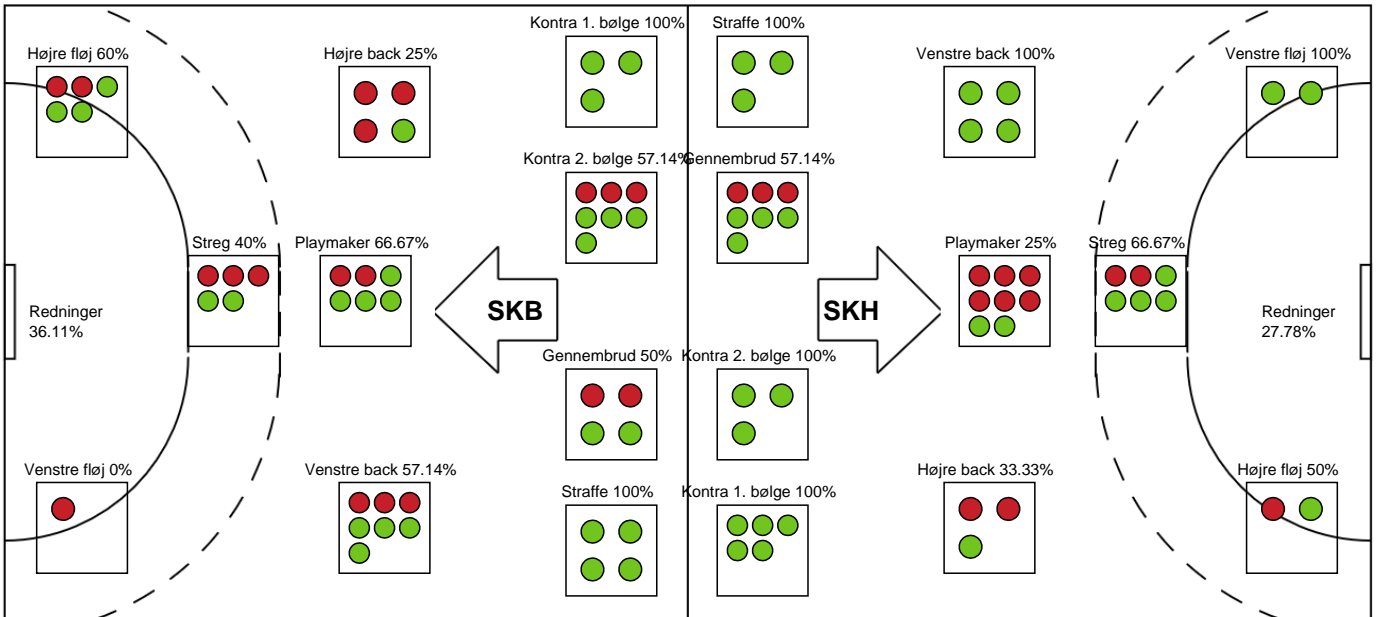 Kontra 1. bølge 100%
Straffe 100%
Højre fløj 60%
Højre back 25%
Venstre back 100%
Venstre fløj 100%
Kontra 2. bølge 57.14%
Gennembrud 57.14%
Streg 40%
Playmaker 66.67%
Playmaker 25%
Streg 66.67%
Redninger
36.11%
SKB
SKH
Redninger
27.78%
Gennembrud 50%
Kontra 2. bølge 100%
Venstre fløj 0%
Venstre back 57.14%
Straffe 100%
Kontra 1. bølge 100%
Højre back 33.33%
Højre fløj 50%